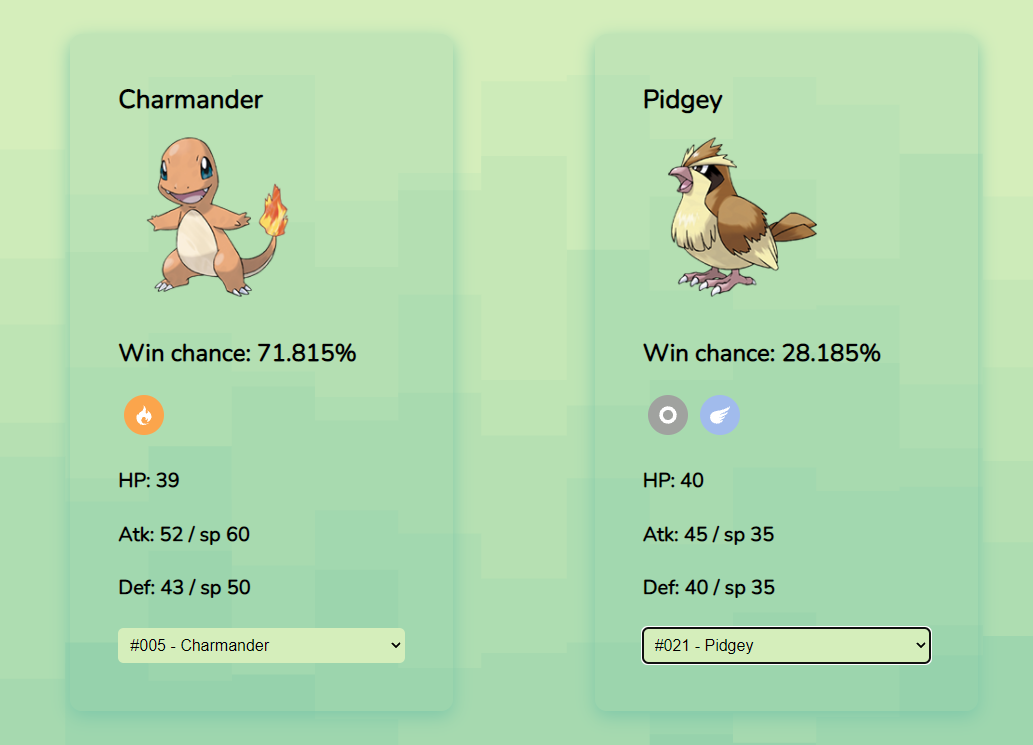 Charmander
Win chance: 71.815%
HP: 39
Atk: 52 / sp 60
Def: 43 / sp 50
#005 - Charmander
Pidgey
Win chance: 28.185%
HP: 40
Atk: 45 / sp 35
Def: 40 / sp 35
#021 - Pidgey